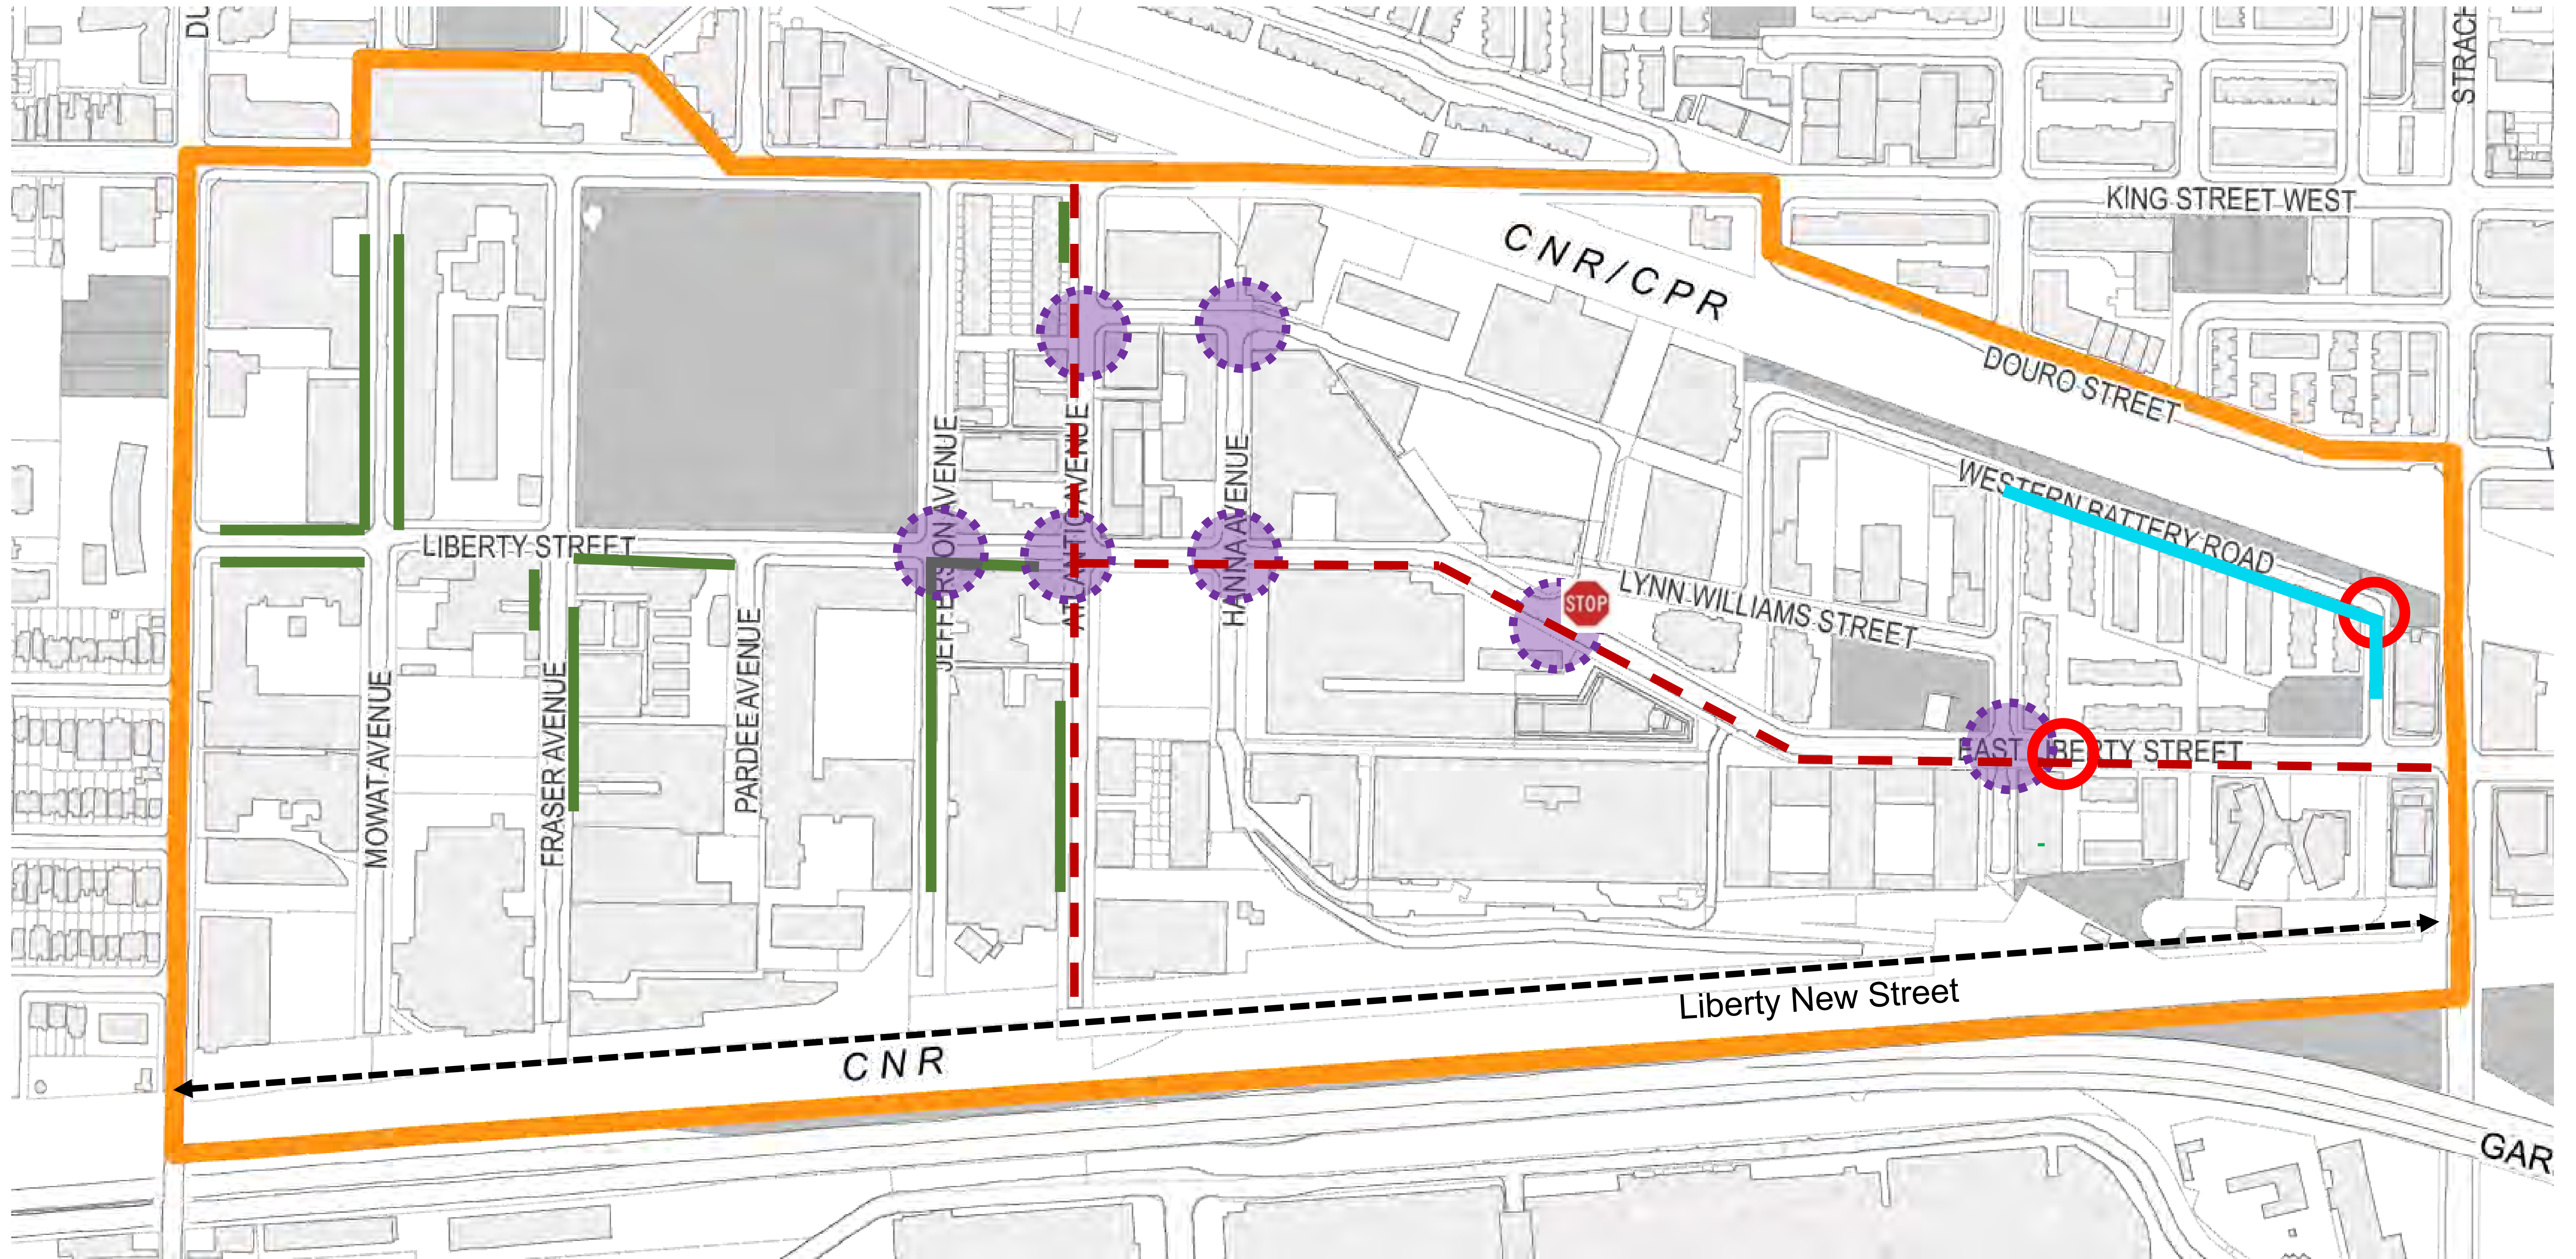 DU
STRACH
KING STREET WEST
CNR/CPR
DOURO STREET
WESTERN BATTERY ROAD
JEFFERSON AVENUE
ATLANTIC AVENUE
HANNA AVENUE
LIBERTY STREET
STOP
LYNN WILLIAMS STREET
MOWAT AVENUE
FRASER AVENUE
PARDEE AVENUE
EAST LIBERTY STREET
Liberty New Street
CNR
GAR